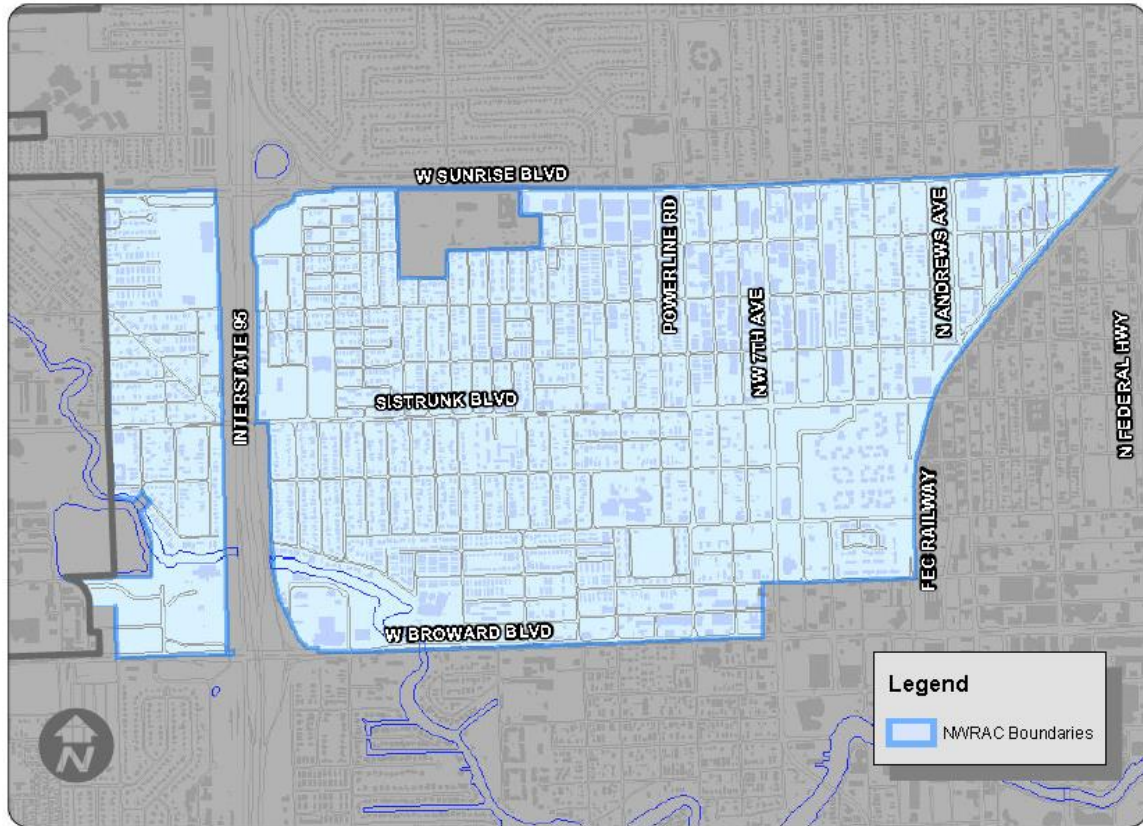 W SUNRISE BLVD
POWERLINE RD
N ANDREWS AVE
NW 7TH AVE
INTERSTATE 95
N FEDERAL HWY
SISTRUNK BLVD
FEC RAILWAY
W BROWARD BLVD
Legend
NWRAC Boundaries
N